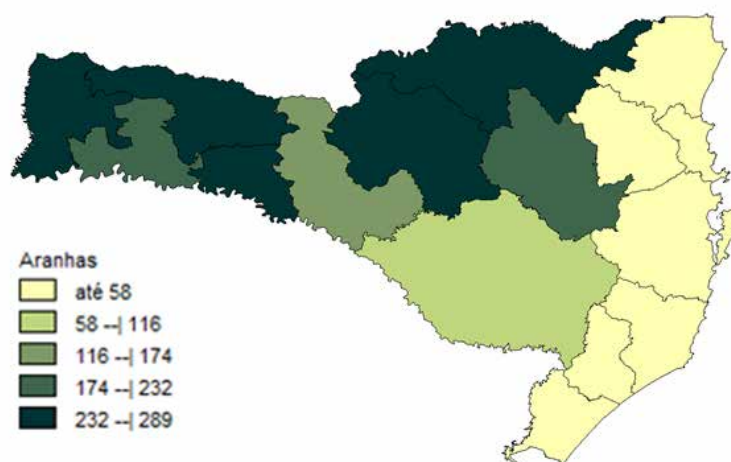 Aranhas
até 58
58 --| 116
116 --| 174
174 --| 232
232 --| 289